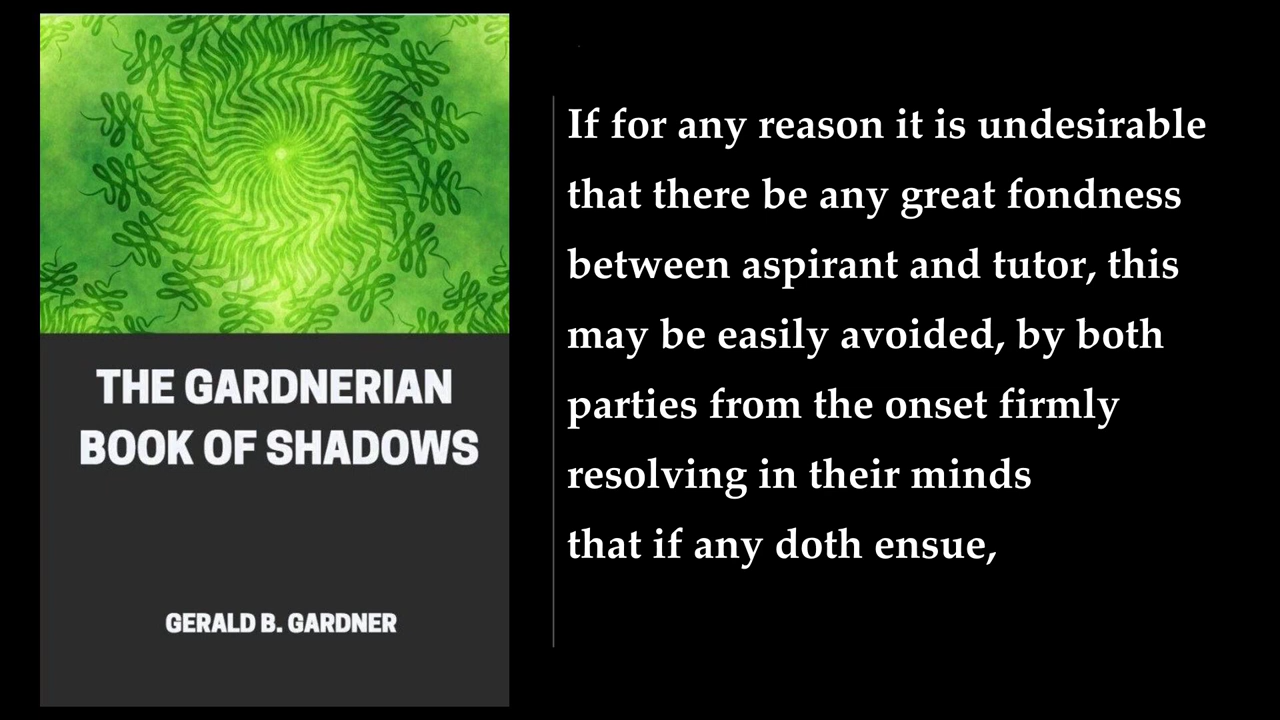 THE GARDNERIAN
BOOK OF SHADOWS
GERALD B. GARDNER
If for any reason it is undesirable
that there be any great fondness
between aspirant and tutor, this
may be easily avoided, by both
parties from the onset firmly
resolving in their minds
that if any doth ensue,